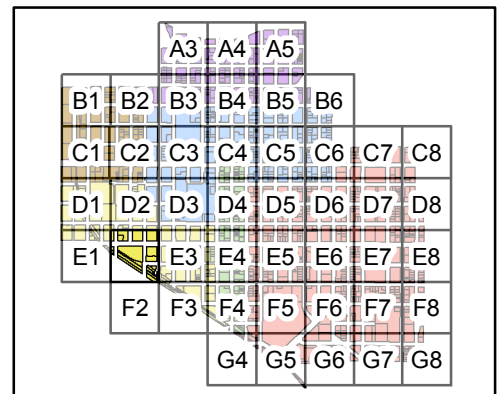 A3 A4 A5
B1 B2 B3 B4 B5 B6
C1 C2 C3 C4 C5 C6 C7 C8
D1 D2 D3 D4 D5 D6 D7 D8
E1 E3 E4 E5 E6 E7 E8
F2 F3 F4 F5 F6 F7 F8
G4 G5 G6 G7 G8